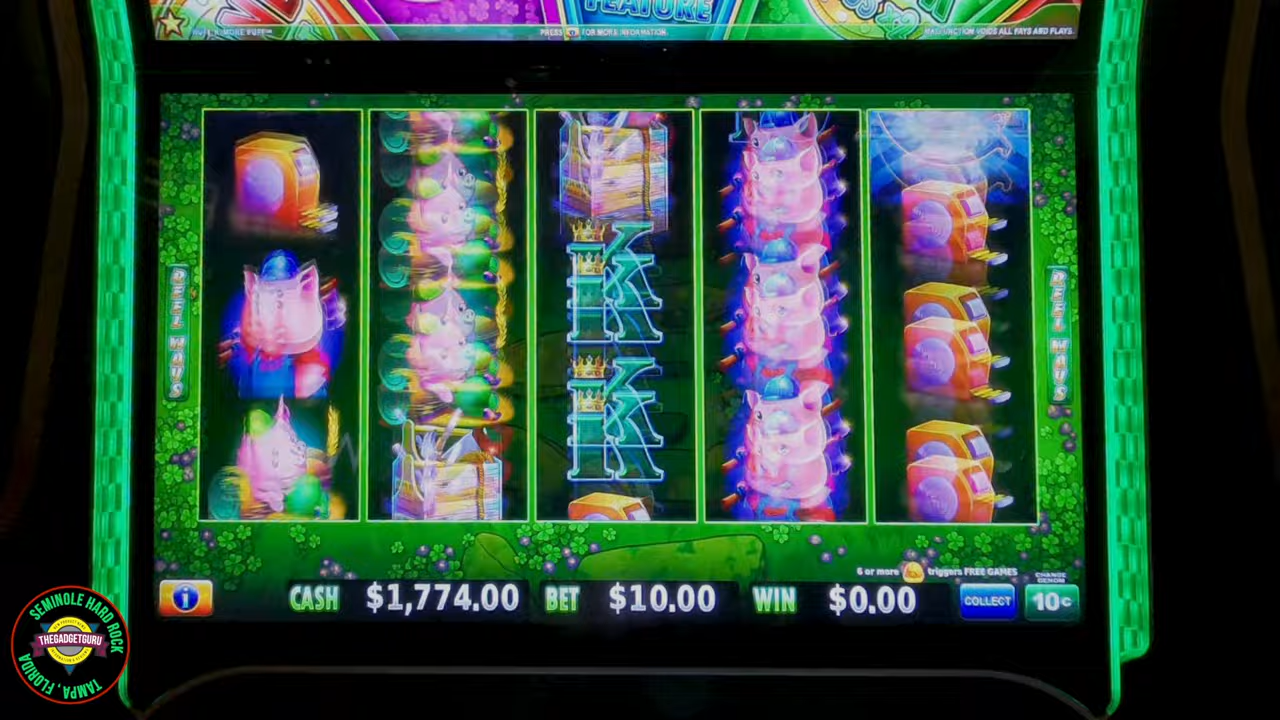 FEATURE
PRESS FOR MORE INFORMATION
MALFUNCTION VOIDS ALL PAYS AND PLAYS
REEL WAYS
REEL WAYS
K
K
K
K
6 or more triggers FREE GAMES
CHANGE DENOM
CASH $1,774.00 BET $10.00 WIN $0.00 COLLECT 10¢
SEMINOLE HARD ROCK
THEGADGETGURU
TAMPA, FLORIDA